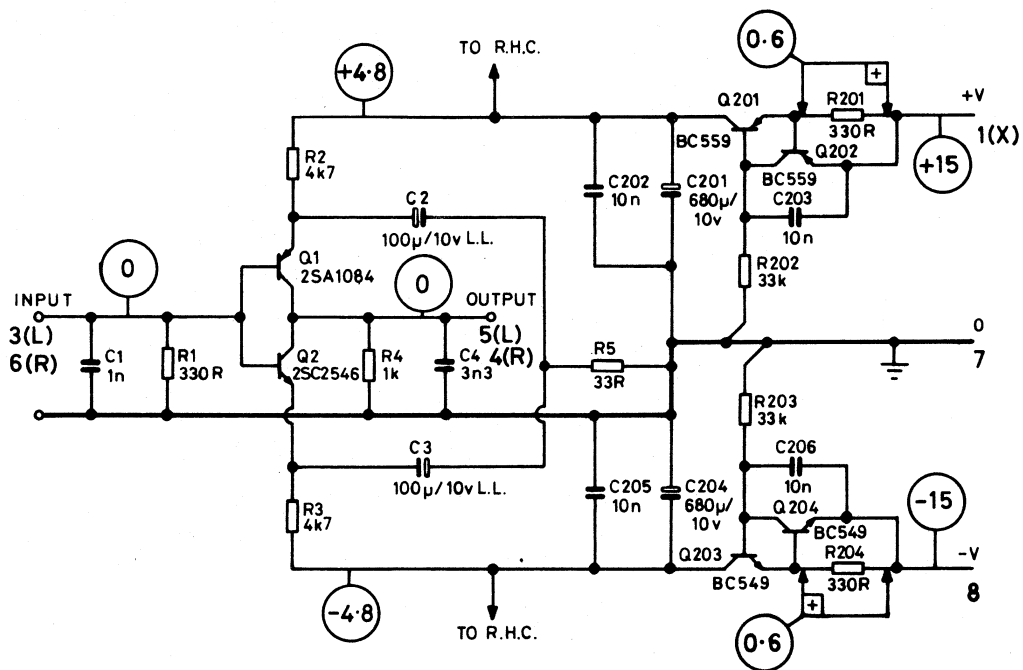 TO R.H.C.
0·6
+
+4·8
Q201
BC559
R201
330R
+V
1(X)
Q202
BC559
+15
R2
4k7
C2
100µ/10v L.L.
C202
10n
C201
680µ/
10v
C203
10n
R202
33k
Q1
2SA1084
0
INPUT
3(L)
6(R)
0
OUTPUT
5(L)
4(R)
C1
1n
R1
330R
Q2
2SC2546
R4
1k
C4
3n3
R5
33R
0
7
R203
33k
C3
100µ/10v L.L.
R3
4k7
C205
10n
C204
680µ/
10v
C206
10n
Q204
BC549
-15
Q203
BC549
R204
330R
-V
8
-4·8
TO R.H.C.
+
0·6